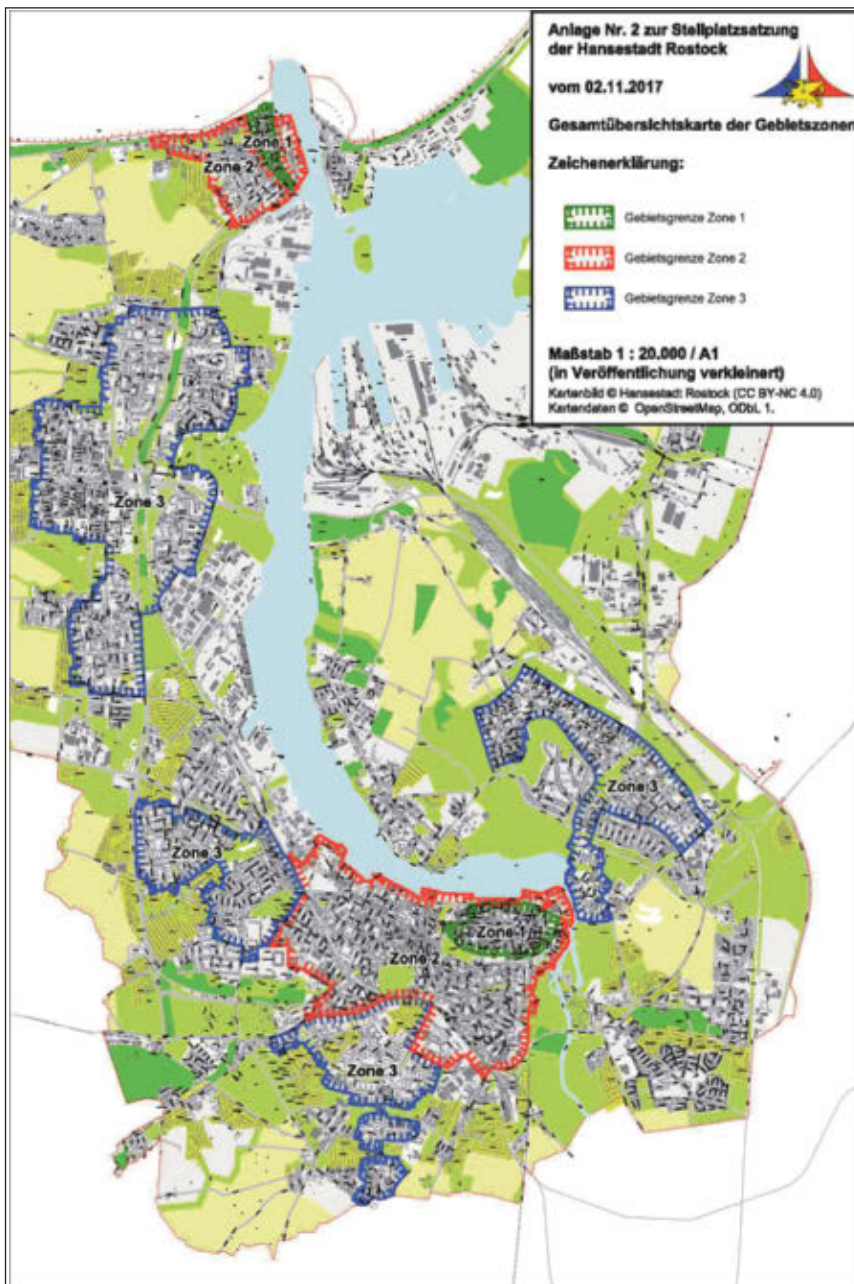 Anlage Nr. 2 zur Stellplatzsatzung
der Hansestadt Rostock
vom 02.11.2017
Gesamtübersichtskarte der Gebietszonen
Zeichenerklärung:
Gebietsgrenze Zone 1
Gebietsgrenze Zone 2
Gebietsgrenze Zone 3
Maßstab 1 : 20.000 / A1
(in Veröffentlichung verkleinert)
Kartenbild © Hansestadt Rostock (CC BY-NC 4.0)
Kartendaten © OpenStreetMap, ODbL 1.
Zone 1
Zone 2
Zone 3
Zone 3
Zone 3
Zone 1
Zone 2
Zone 3